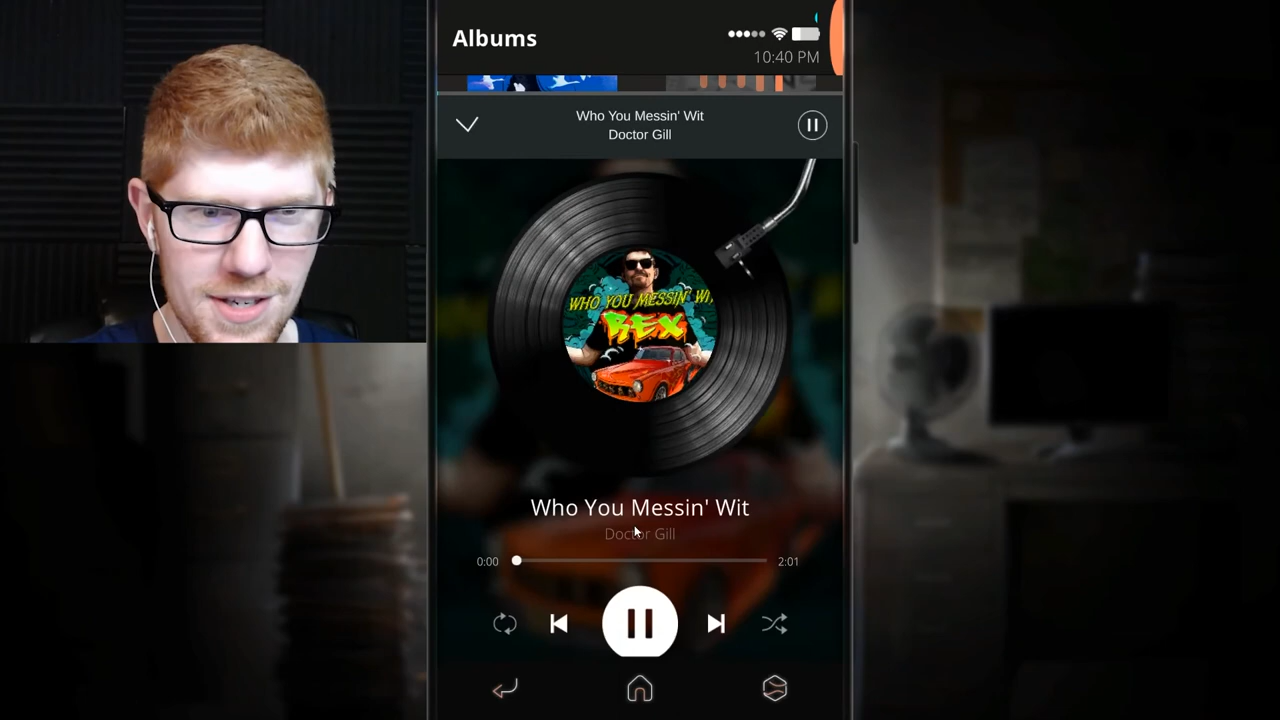 Albums
10:40 PM
Who You Messin' Wit
Doctor Gill
WHO YOU MESSIN' WI
REX
Who You Messin' Wit
Doctor Gill
0:00
2:01